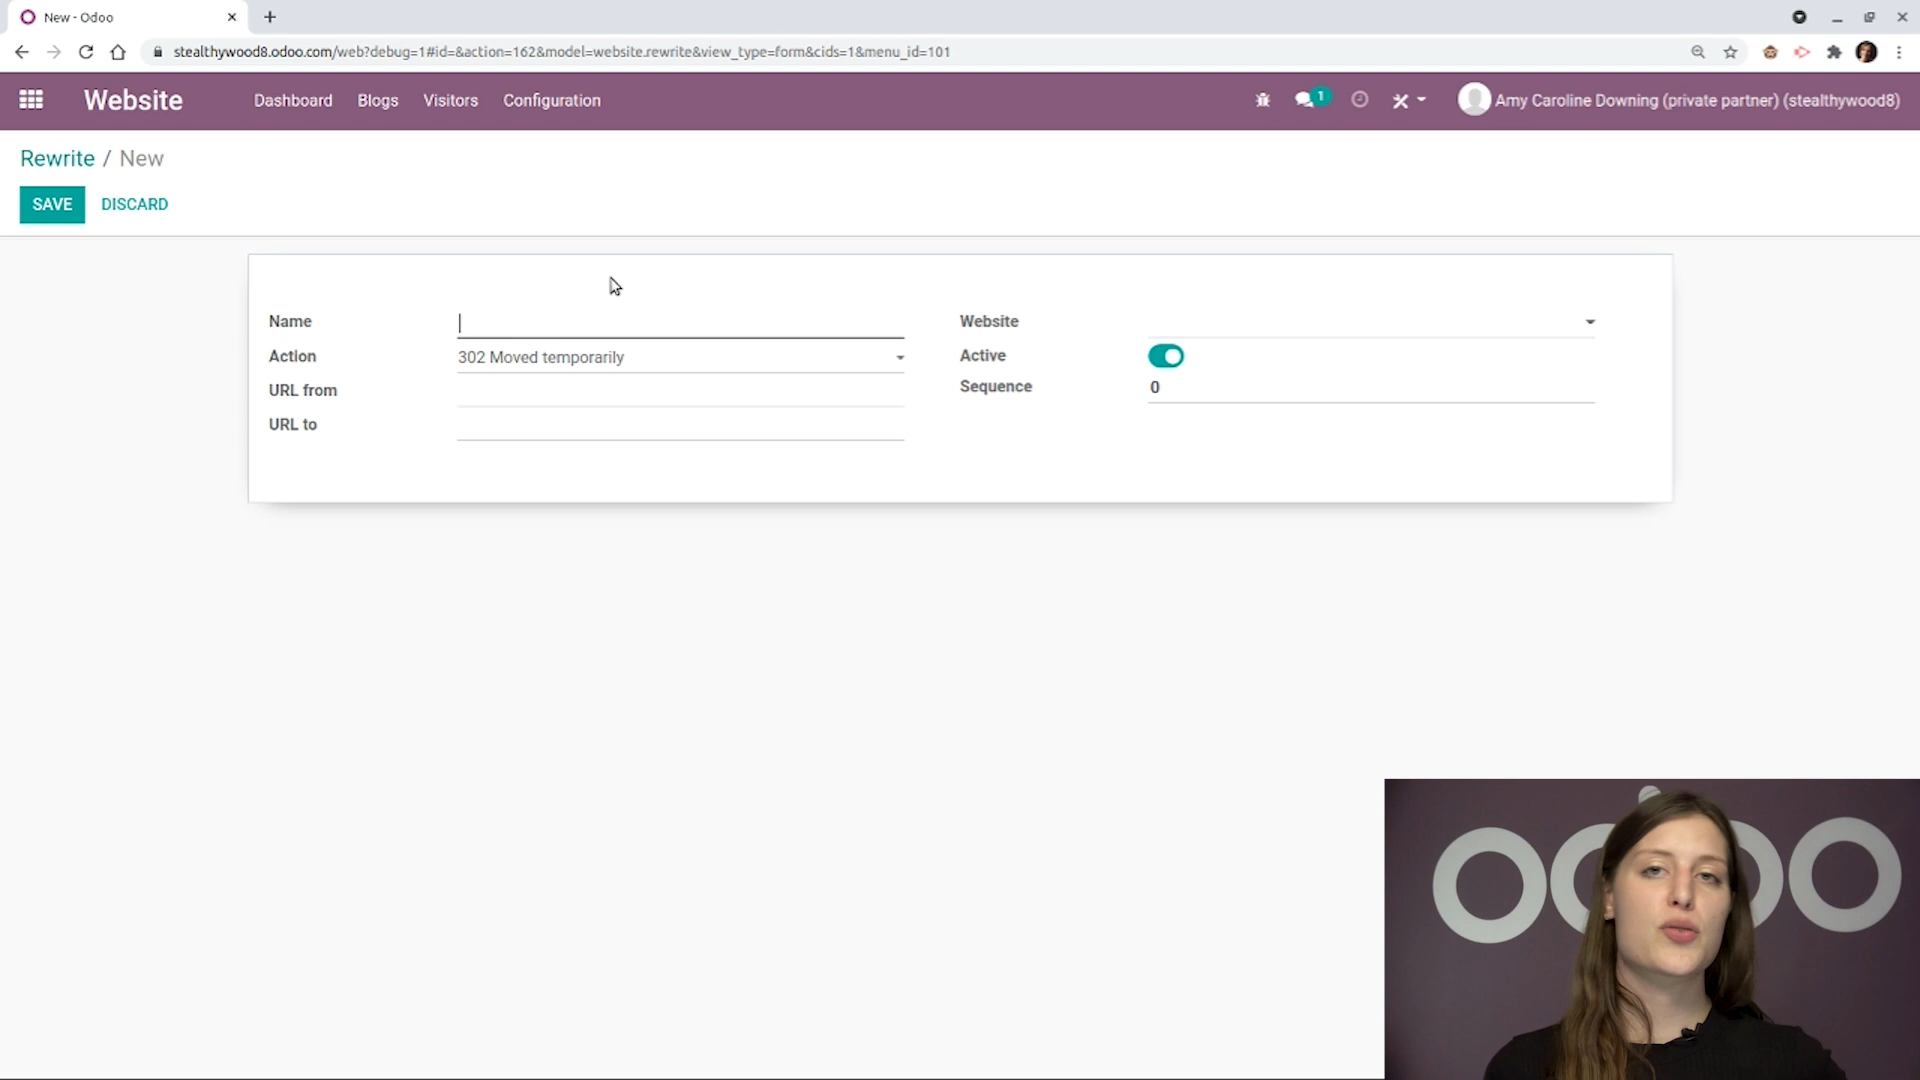 New - Odoo
stealthywood8.odoo.com/web?debug=1#id=&action=162&model=website.rewrite&view_type=form&cids=1&menu_id=101
Website Dashboard Blogs Visitors Configuration 1 Amy Caroline Downing (private partner) (stealthywood8)
Rewrite / New
SAVE DISCARD
Name Website
Action 302 Moved temporarily Active
URL from Sequence 0
URL to
odoo